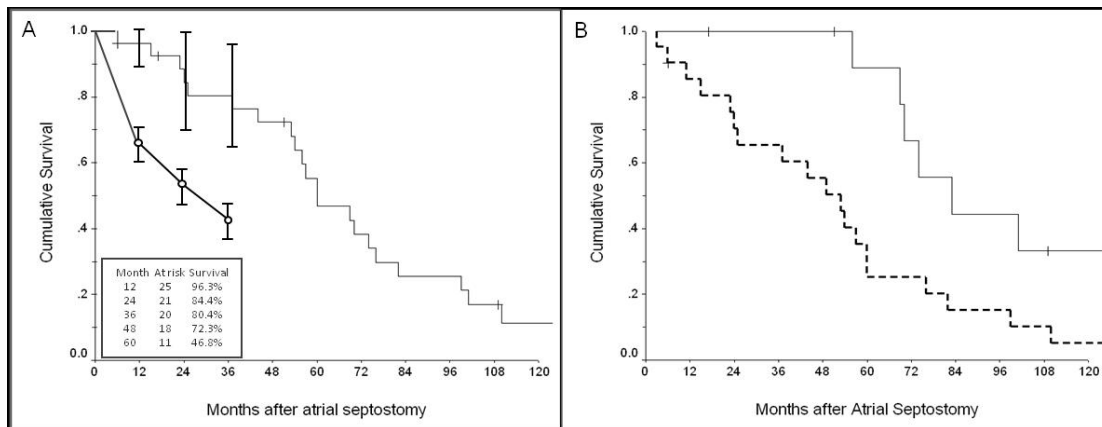 A
Cumulative Survival
1.0
.8
.6
.4
.2
0.0
Month At risk Survival
12 25 96.3%
24 21 84.4%
36 20 80.4%
48 18 72.3%
60 11 46.8%
0 12 24 36 48 60 72 84 96 108 120
Months after atrial septostomy
B
Cumulative Survival
1.0
.8
.6
.4
.2
0.0
0 12 24 36 48 60 72 84 96 108 120
Months after Atrial Septostomy